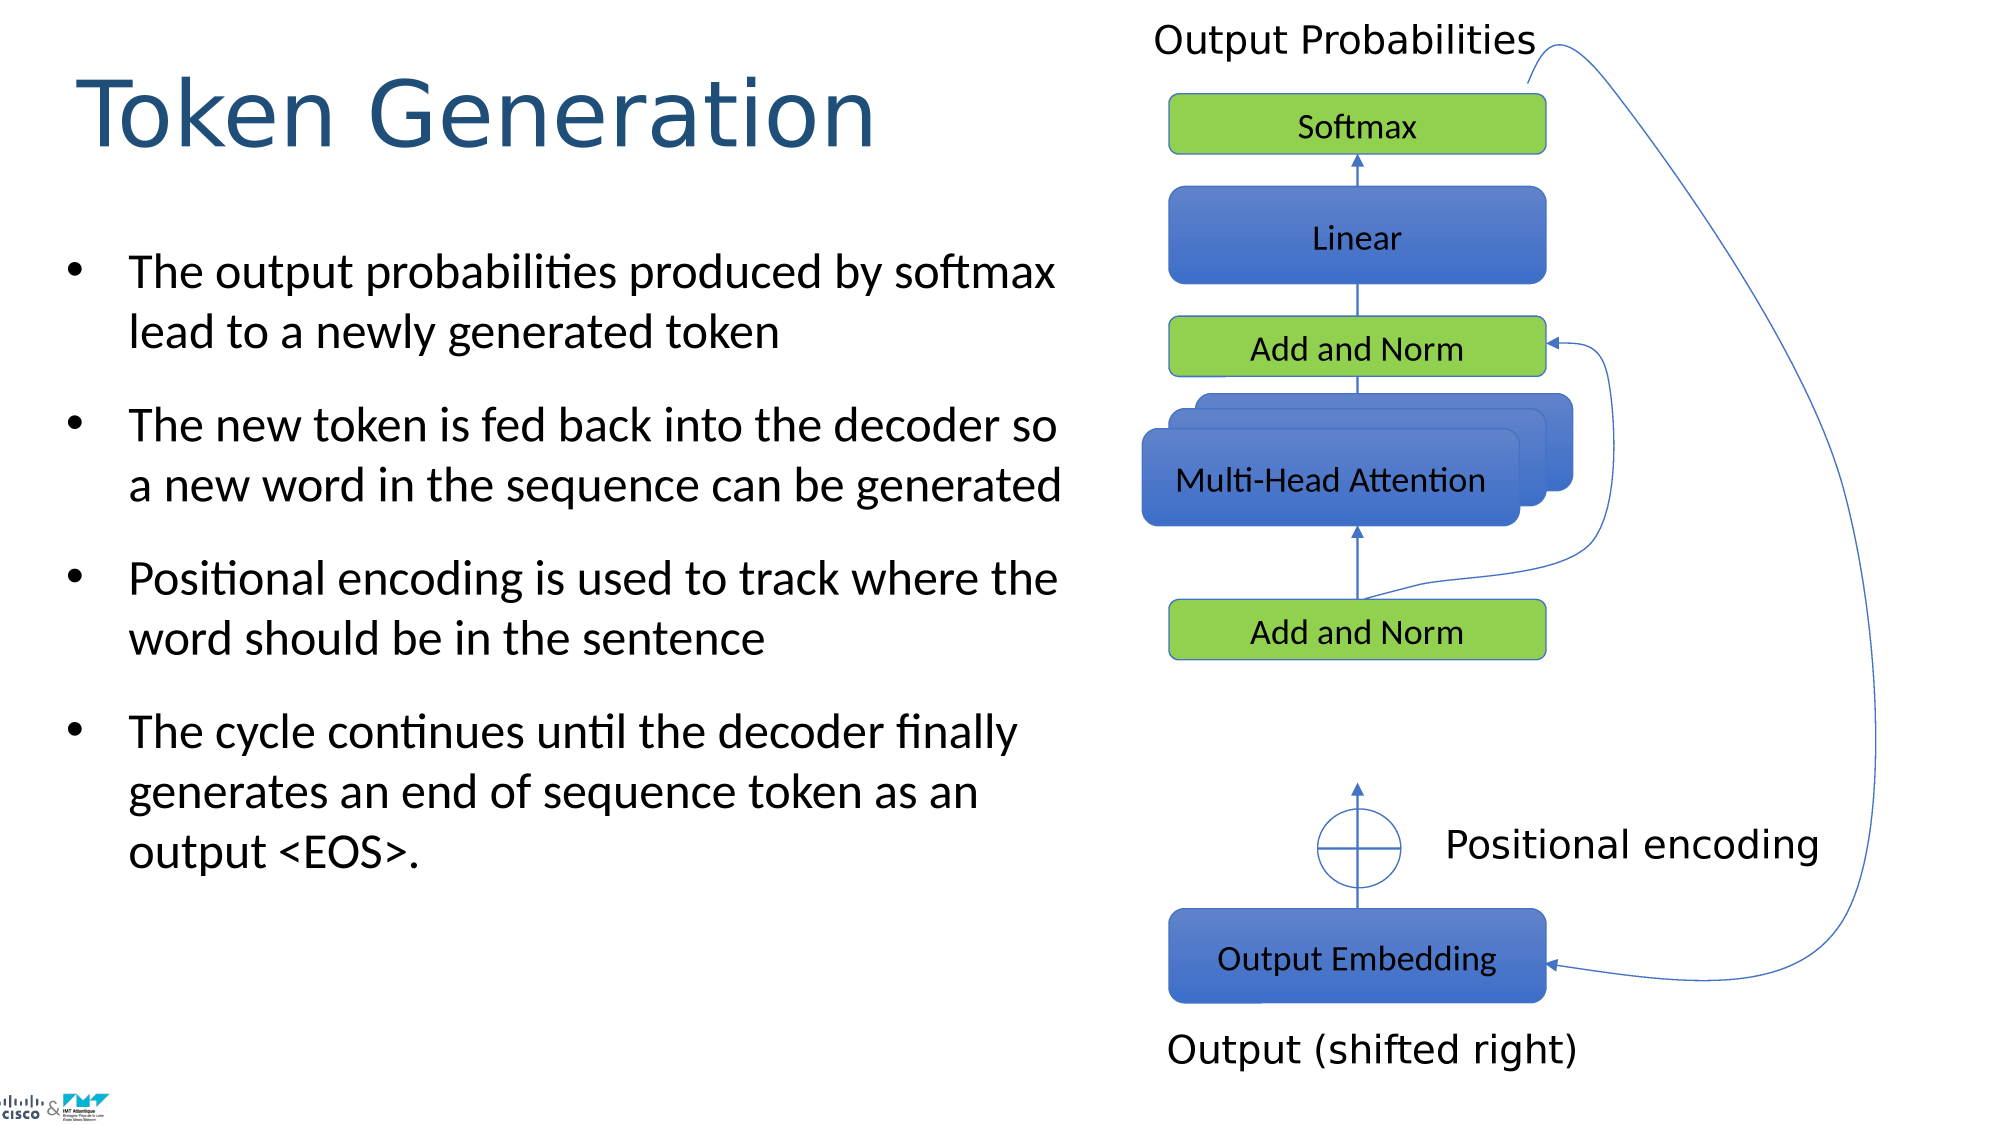 Token Generation
• The output probabilities produced by softmax
lead to a newly generated token
• The new token is fed back into the decoder so
a new word in the sequence can be generated
• Positional encoding is used to track where the
word should be in the sentence
• The cycle continues until the decoder finally
generates an end of sequence token as an
output <EOS>.
Output Probabilities
Softmax
Linear
Add and Norm
Multi-Head Attention
Add and Norm
Positional encoding
Output Embedding
Output (shifted right)
CISCO &
IMT Atlantique